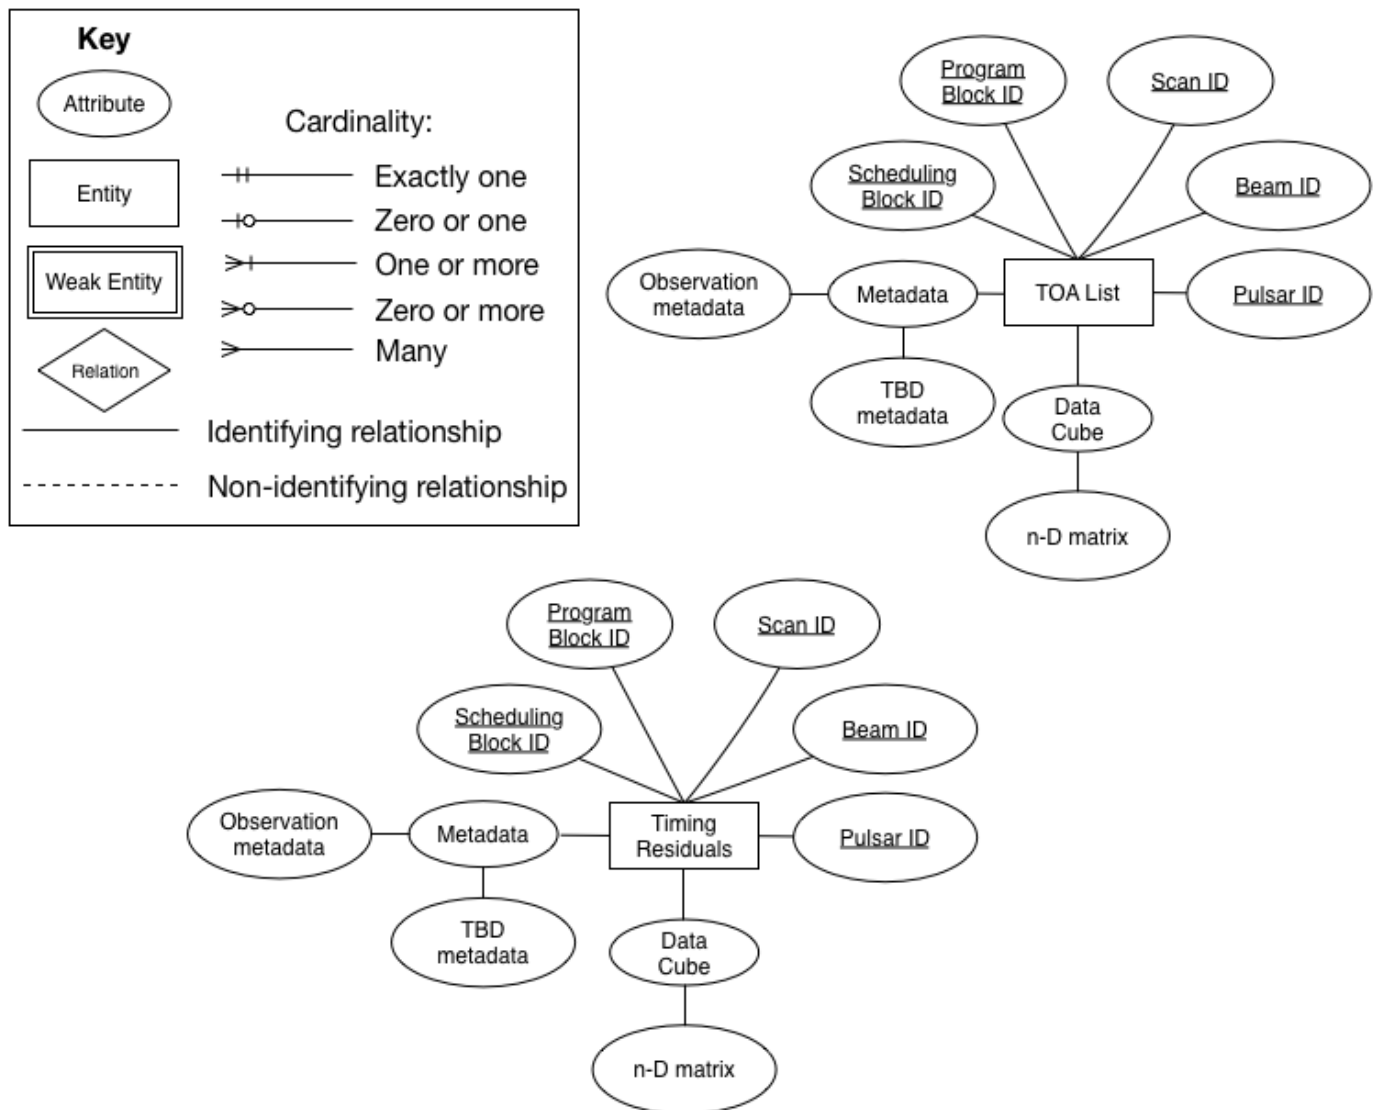 Key
Attribute
Entity
Weak Entity
Relation
Cardinality:
Exactly one
Zero or one
One or more
Zero or more
Many
Identifying relationship
Non-identifying relationship
Program
Block ID
Scan ID
Scheduling
Block ID
Beam ID
Observation
metadata
Metadata
TOA List
Pulsar ID
TBD
metadata
Data
Cube
n-D matrix
Program
Block ID
Scan ID
Scheduling
Block ID
Beam ID
Observation
metadata
Metadata
Timing
Residuals
Pulsar ID
TBD
metadata
Data
Cube
n-D matrix